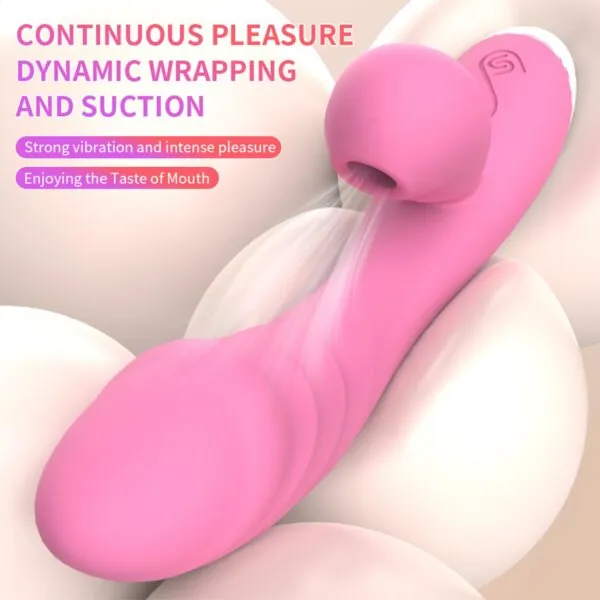 CONTINUOUS PLEASURE
DYNAMIC WRAPPING
AND SUCTION
Strong vibration and intense pleasure
Enjoying the Taste of Mouth